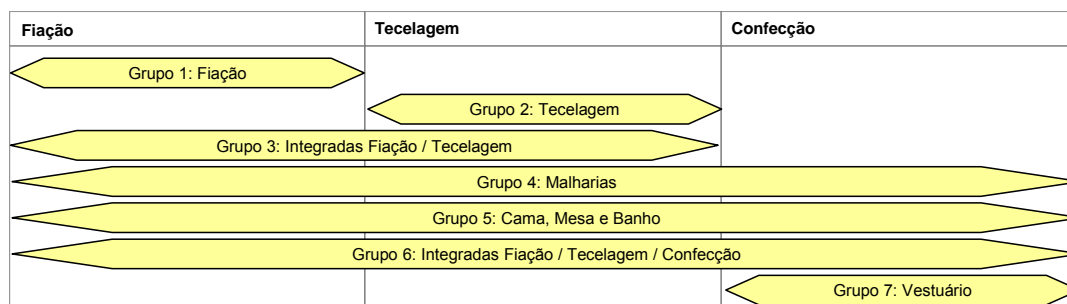 Fiação
Tecelagem
Confecção
Grupo 1: Fiação
Grupo 2: Tecelagem
Grupo 3: Integradas Fiação / Tecelagem
Grupo 4: Malharias
Grupo 5: Cama, Mesa e Banho
Grupo 6: Integradas Fiação / Tecelagem / Confecção
Grupo 7: Vestuário